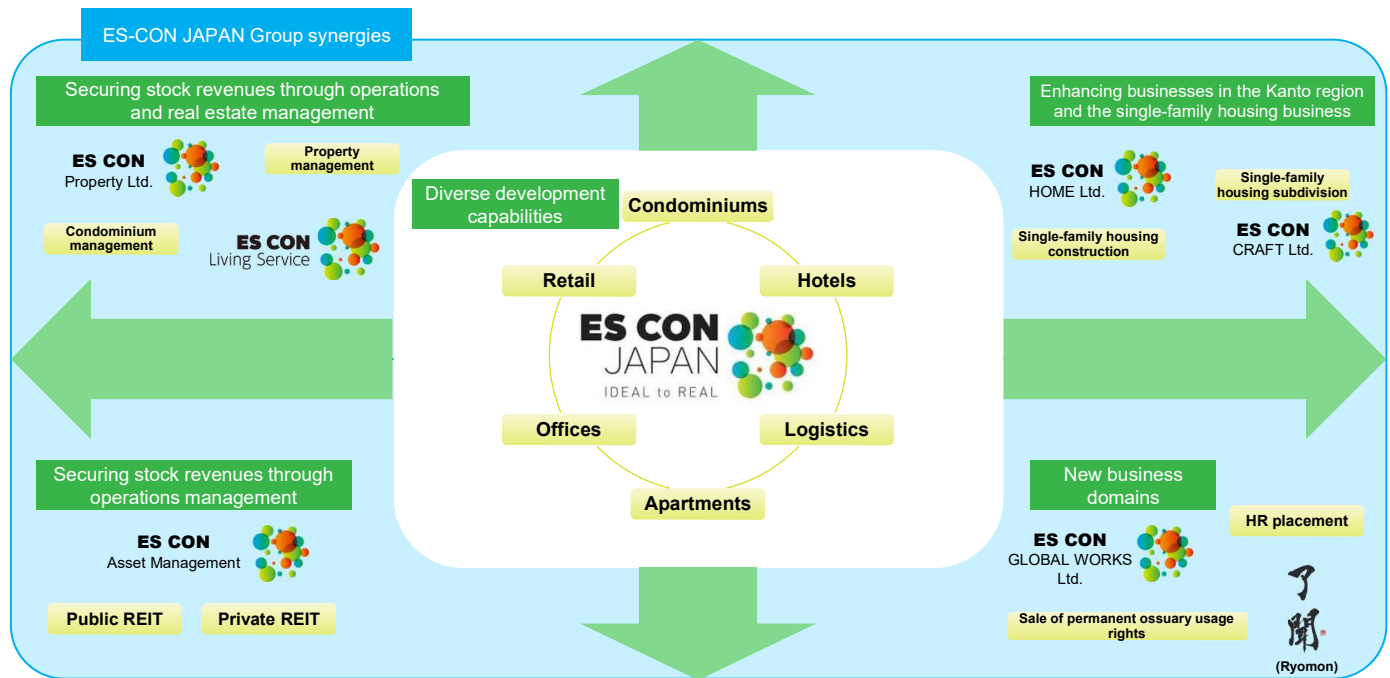 ES-CON JAPAN Group synergies
Securing stock revenues through operations
and real estate management
ES CON
Property Ltd.
Property
management
Condominium
management
ES CON
Living Service
Enhancing businesses in the Kanto region
and the single-family housing business
ES CON
HOME Ltd.
Single-family
housing subdivision
Single-family housing
construction
ES CON
CRAFT Ltd.
Diverse development
capabilities
Condominiums
Retail
Hotels
ES CON
JAPAN
IDEAL to REAL
Offices
Logistics
Apartments
Securing stock revenues through
operations management
ES CON
Asset Management
Public REIT
Private REIT
New business
domains
HR placement
ES CON
GLOBAL WORKS
Ltd.
Sale of permanent ossuary usage
rights
了聞
(Ryomon)